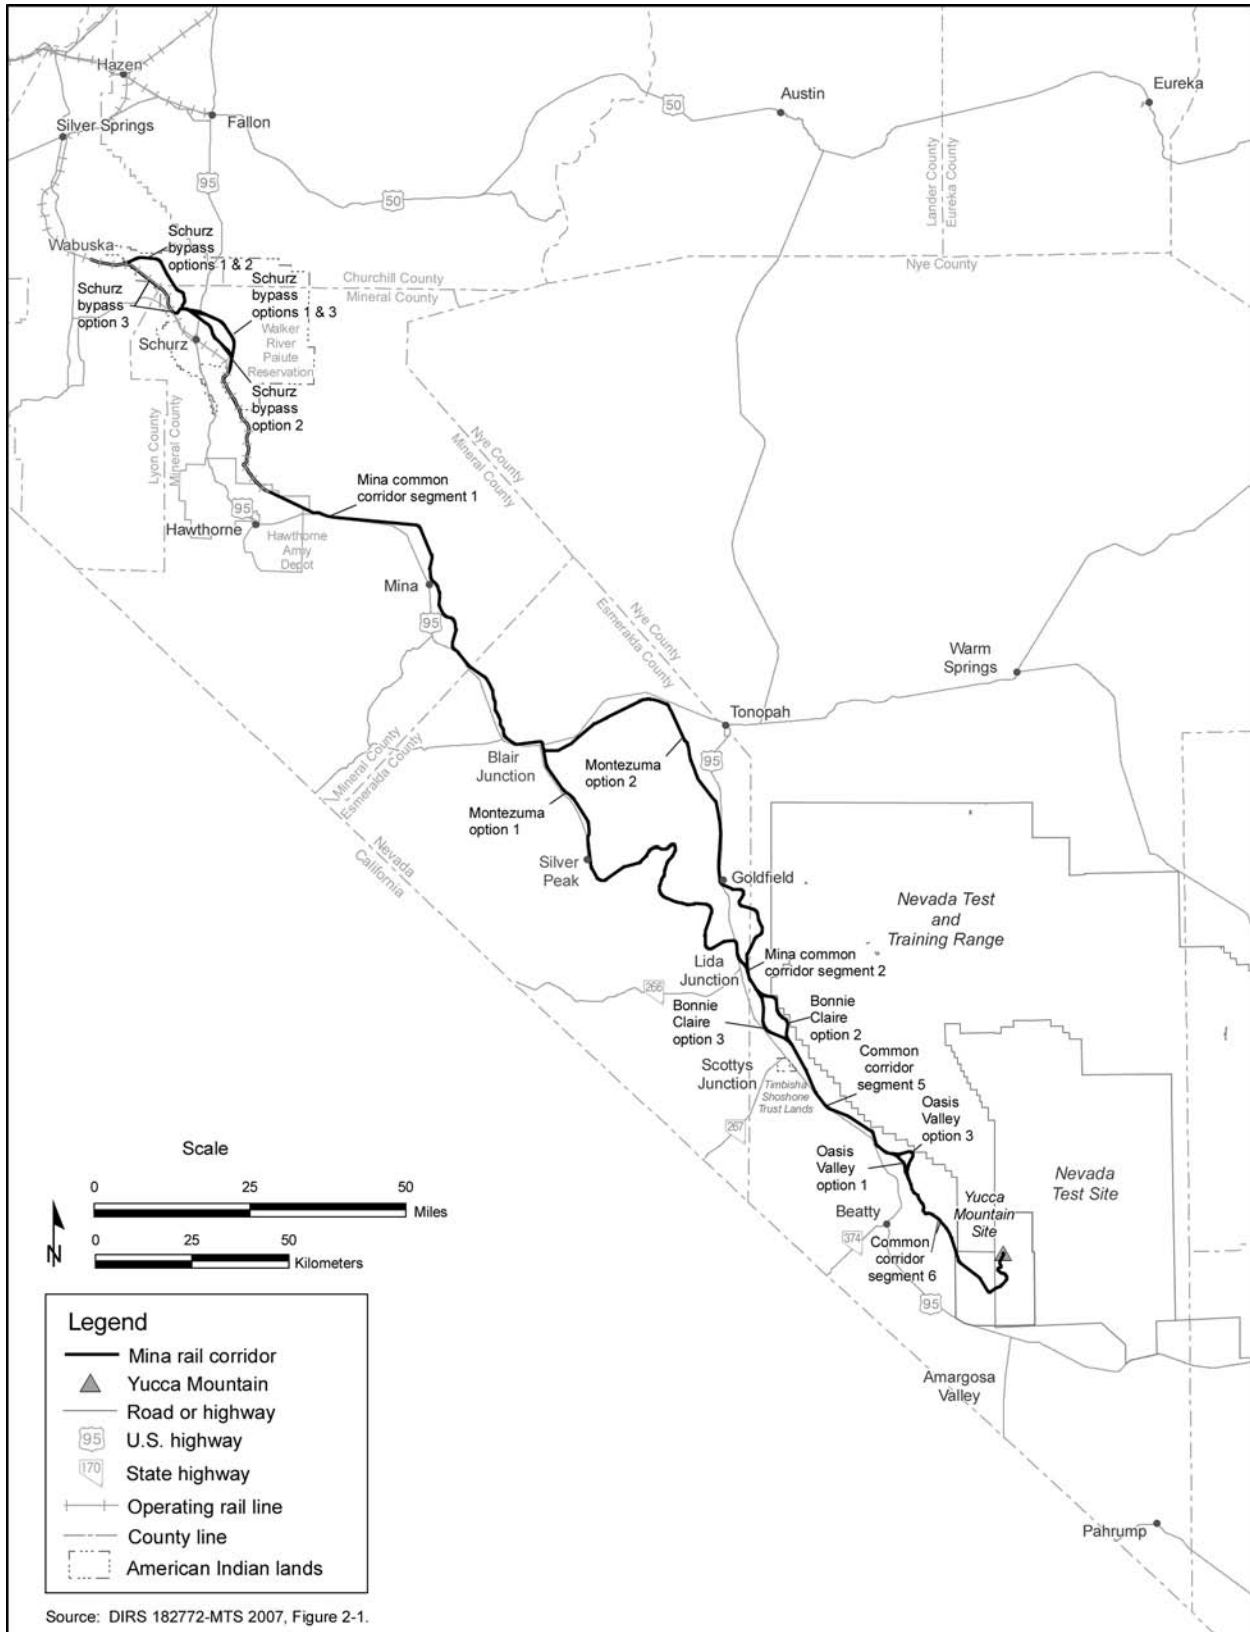 Hazen
Silver Springs
Fallon
50
Austin
Eureka
95
50
Lander County
Eureka County
Wabuska
Schurz
bypass
options 1 & 2
Schurz
bypass
option 3
Schurz
bypass
options 1 & 3
Churchill County
Mineral County
Nye County
Schurz
Walker
River
Paiute
Reservation
Schurz
bypass
option 2
Lyon County
Mineral County
Nye County
Mineral County
Mina common
corridor segment 1
95
Hawthorne
Hawthorne
Army
Depot
Mina
95
Nye County
Esmeralda County
Warm
Springs
Tonopah
95
Blair
Junction
Montezuma
option 2
Mineral County
Esmeralda County
Montezuma
option 1
Nevada
California
Silver
Peak
Goldfield
Nevada Test
and
Training Range
Lida
Junction
Mina common
corridor segment 2
266
Bonnie
Claire
option 3
Bonnie
Claire
option 2
Scottys
Junction
Common
corridor
segment 5
Timbisha
Shoshone
Trust Lands
267
Oasis
Valley
option 3
Oasis
Valley
option 1
Nevada
Test Site
Yucca
Mountain
Site
Beatty
374
Common
corridor
segment 6
95
Amargosa
Valley
Pahrump
Scale
0 25 50
Miles
0 25 50
Kilometers
N
Legend
Mina rail corridor
Yucca Mountain
Road or highway
95 U.S. highway
170 State highway
Operating rail line
County line
American Indian lands
Source: DIRS 182772-MTS 2007, Figure 2-1.